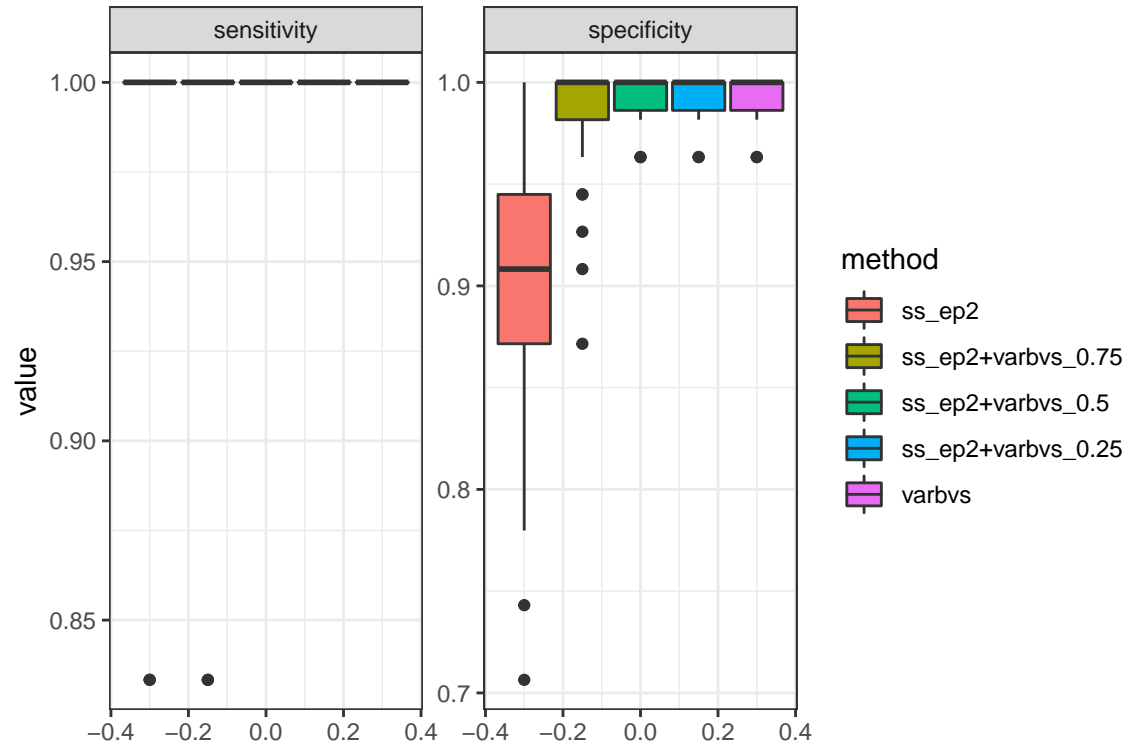 sensitivity
specificity
value
1.00
0.95
0.90
0.85
1.0
0.9
0.8
0.7
−0.4 −0.2 0.0 0.2 0.4
−0.4 −0.2 0.0 0.2 0.4
method
ss_ep2
ss_ep2+varbvs_0.75
ss_ep2+varbvs_0.5
ss_ep2+varbvs_0.25
varbvs